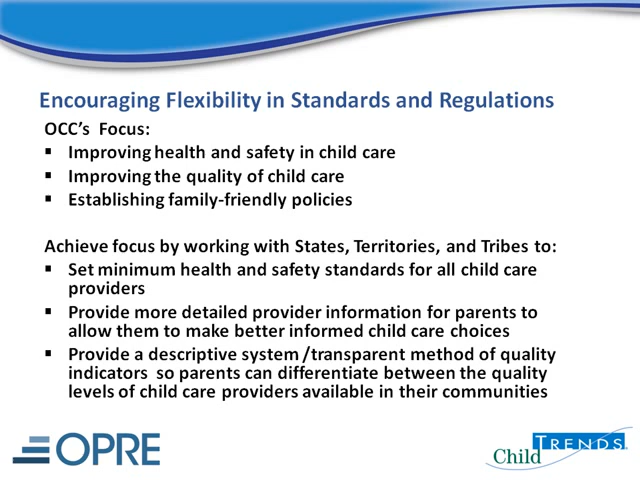 Encouraging Flexibility in Standards and Regulations
OCC's  Focus:
▪ Improving health and safety in child care
▪ Improving the quality of child care
▪ Establishing family-friendly policies
Achieve focus by working with States, Territories, and Tribes to:
▪ Set minimum health and safety standards for all child care
providers
▪ Provide more detailed provider information for parents to
allow them to make better informed child care choices
▪ Provide a descriptive system /transparent method of quality
indicators  so parents can differentiate between the quality
levels of child care providers available in their communities
OPRE
Child TRENDS®